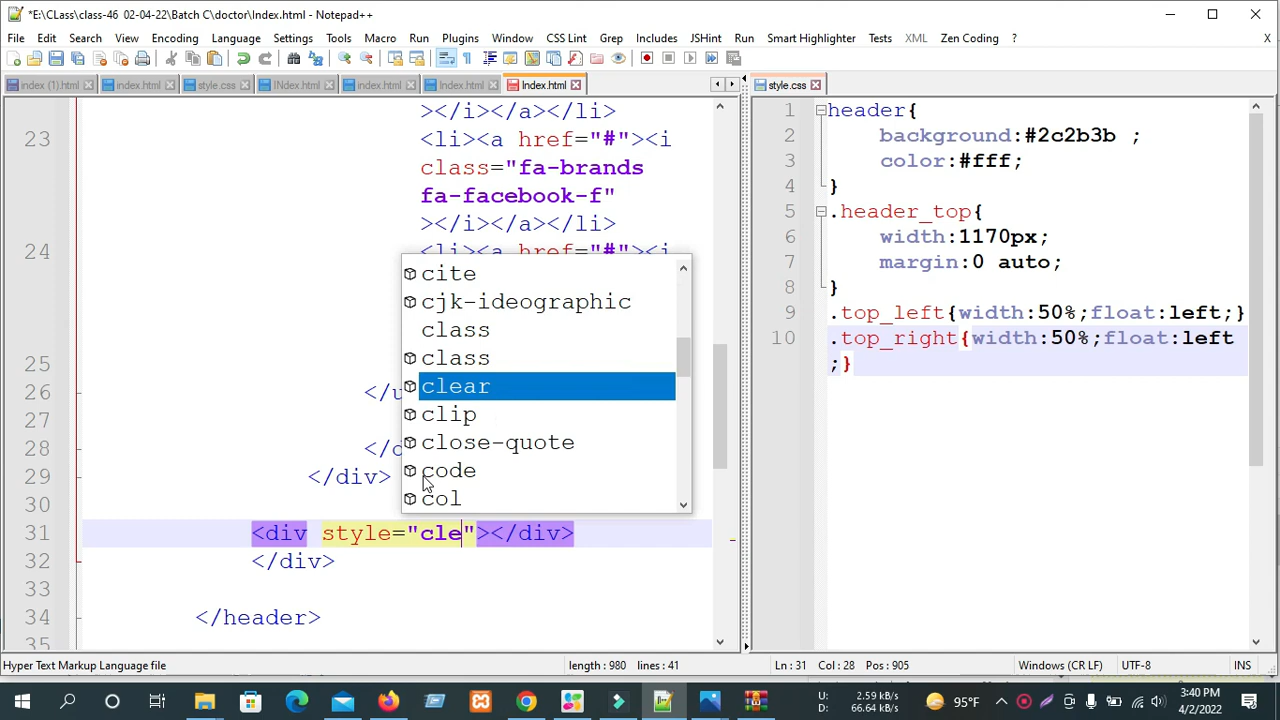 *E:\CLass\class-46 02-04-22\Batch C\doctor\Index.html - Notepad++
File Edit Search View Encoding Language Settings Tools Macro Run Plugins Window CSS Lint Grep Includes JSHint Run Smart Highlighter Tests XML Zen Coding ? X
index (1).html index.html style.css INdex.html index.html Index.html Index.html
></i></a></li>
23 <li><a href="#"><i
class="fa-brands
fa-facebook-f"
></i></a></li>
24 <li><a href="#"><i
25
26 </u
27
28 </d
29 </div>
30
31 <div style="cle"></div>
32 </div>
33
34 </header>
35
cite
cjk-ideographic
class
class
clear
clip
close-quote
code
col
style.css
1 header{
2 background:#2c2b3b ;
3 color:#fff;
4 }
5 .header_top{
6 width:1170px;
7 margin:0 auto;
8 }
9 .top_left{width:50%;float:left;}
10 .top_right{width:50%;float:left
;}
Hyper Text Markup Language file length : 980 lines : 41 Ln : 31 Col : 28 Pos : 905 Windows (CR LF) UTF-8 INS
U: 2.59 kB/s
D: 66.64 kB/s
95°F
3:40 PM
4/2/2022